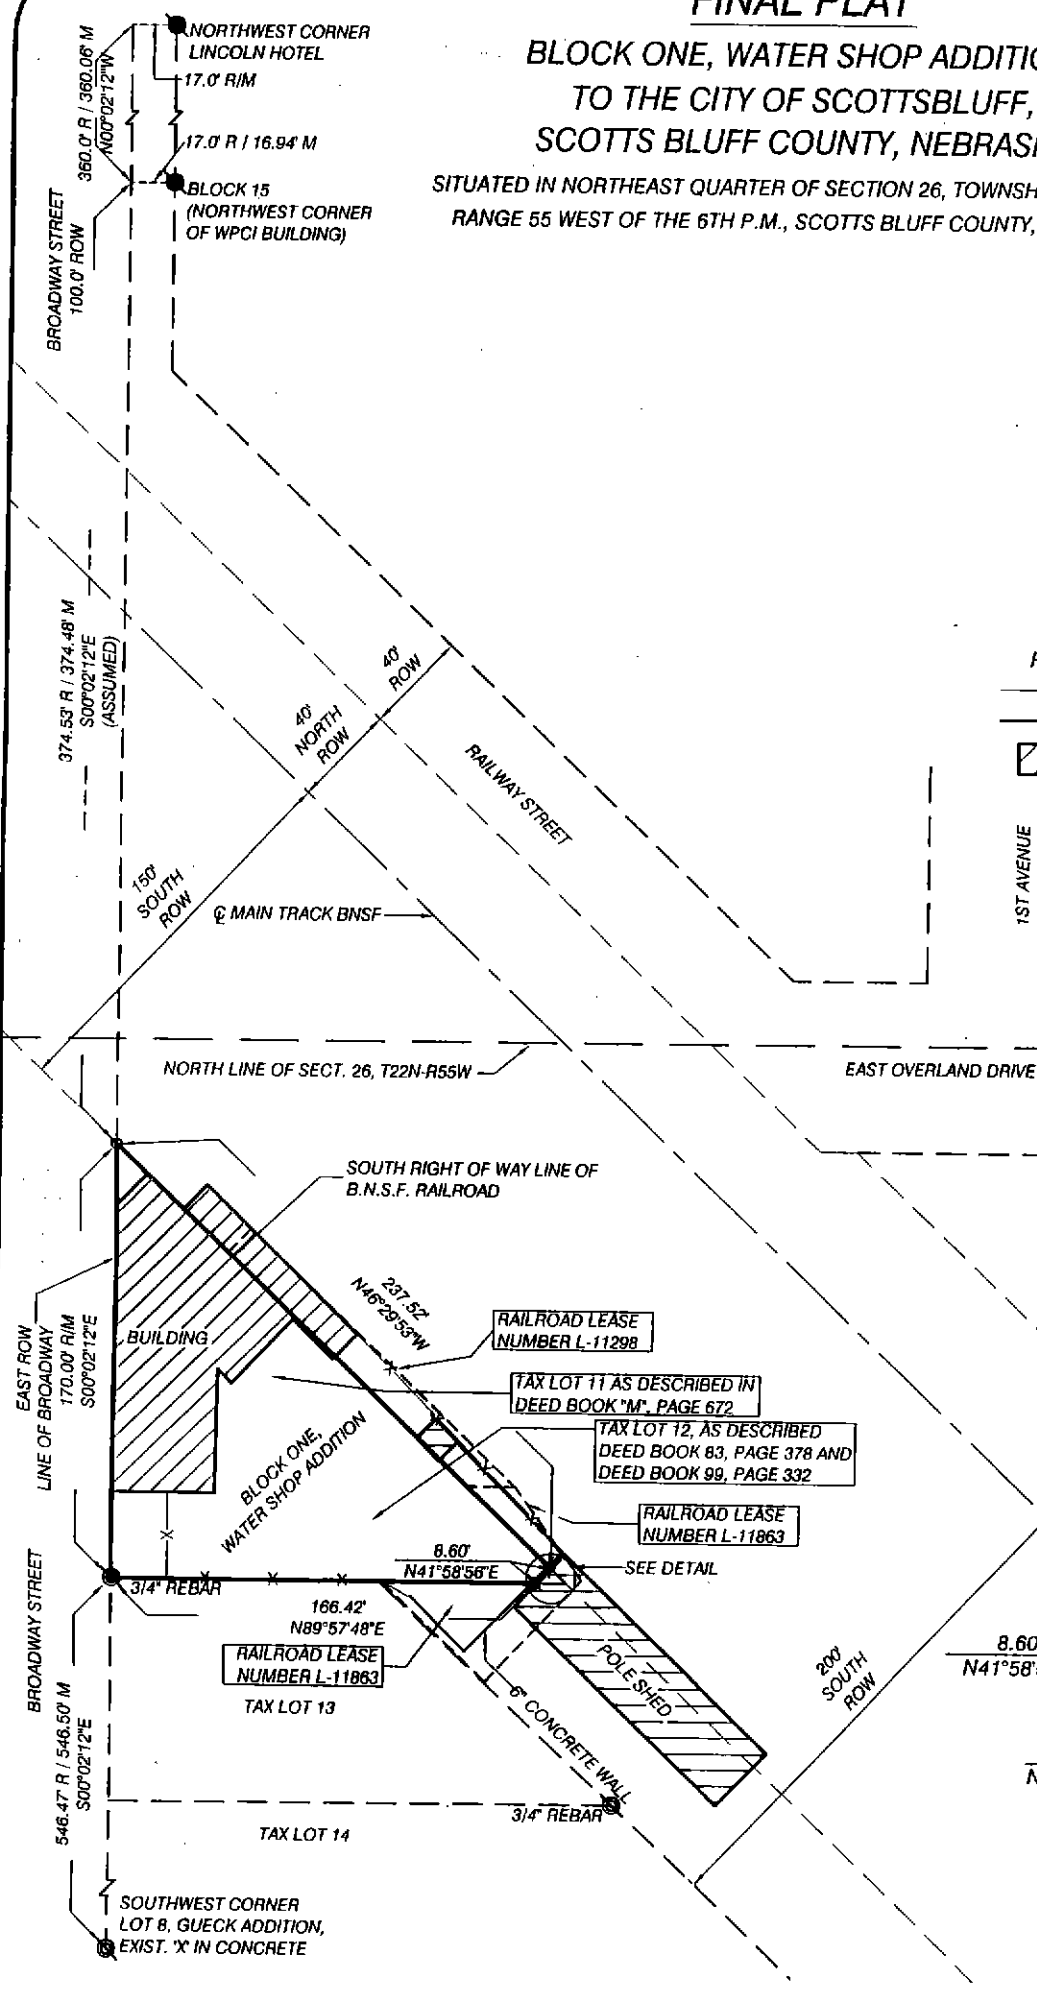 FINAL PLAT
BLOCK ONE, WATER SHOP ADDITIO
TO THE CITY OF SCOTTSBLUFF,
SCOTTS BLUFF COUNTY, NEBRAS
SITUATED IN NORTHEAST QUARTER OF SECTION 26, TOWNSH
RANGE 55 WEST OF THE 6TH P.M., SCOTTS BLUFF COUNTY,
NORTHWEST CORNER
LINCOLN HOTEL
17.0' R/M
360.0' R / 360.06' M
N00°02'12"W
17.0' R / 16.94' M
BLOCK 15
(NORTHWEST CORNER
OF WPCI BUILDING)
BROADWAY STREET
100.0' ROW
374.53' R / 374.48' M
S00°02'12"E
(ASSUMED)
40'
ROW
40'
NORTH
ROW
RAILWAY STREET
150'
SOUTH
ROW
℄ MAIN TRACK BNSF
1ST AVENUE
NORTH LINE OF SECT. 26, T22N-R55W
EAST OVERLAND DRIVE
SOUTH RIGHT OF WAY LINE OF
B.N.S.F. RAILROAD
237.52'
N46°29'53"W
EAST ROW
LINE OF BROADWAY
170.00' R/M
S00°02'12"E
BUILDING
RAILROAD LEASE
NUMBER L-11298
TAX LOT 11 AS DESCRIBED IN
DEED BOOK "M", PAGE 672
TAX LOT 12, AS DESCRIBED
DEED BOOK 83, PAGE 378 AND
DEED BOOK 99, PAGE 332
BLOCK ONE,
WATER SHOP ADDITION
RAILROAD LEASE
NUMBER L-11863
8.60'
N41°58'56"E
SEE DETAIL
3/4" REBAR
166.42'
N89°57'48"E
RAILROAD LEASE
NUMBER L-11863
TAX LOT 13
BROADWAY STREET
546.47' R / 546.50' M
S00°02'12"E
POLE SHED
6" CONCRETE WALL
200'
SOUTH
ROW
8.60
N41°58'
N
3/4" REBAR
TAX LOT 14
SOUTHWEST CORNER
LOT 8, GUECK ADDITION,
EXIST. 'X' IN CONCRETE